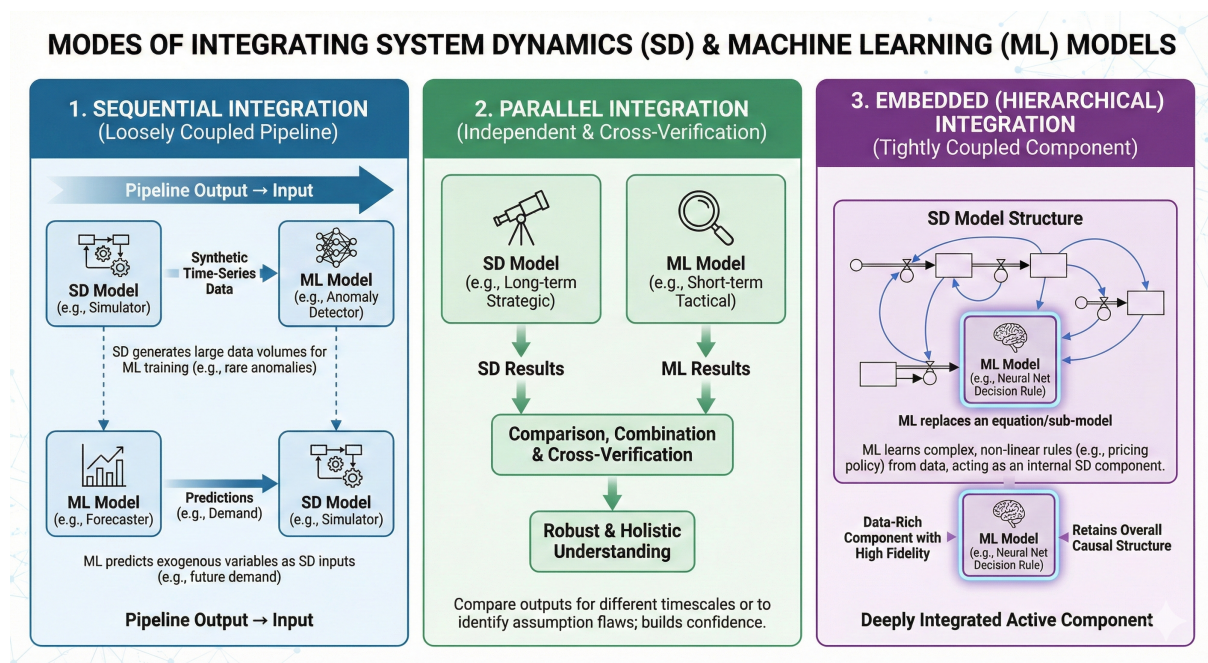 MODES OF INTEGRATING SYSTEM DYNAMICS (SD) & MACHINE LEARNING (ML) MODELS
1. SEQUENTIAL INTEGRATION
(Loosely Coupled Pipeline)
Pipeline Output → Input
SD Model
(e.g., Simulator)
Synthetic
Time-Series
Data
ML Model
(e.g., Anomaly
Detector)
SD generates large data volumes for
ML training (e.g., rare anomalies)
ML Model
(e.g., Forecaster)
Predictions
(e.g., Demand)
SD Model
(e.g., Simulator)
ML predicts exogenous variables as SD inputs
(e.g., future demand)
Pipeline Output → Input
2. PARALLEL INTEGRATION
(Independent & Cross-Verification)
SD Model
(e.g., Long-term
Strategic)
ML Model
(e.g., Short-term
Tactical)
SD Results
ML Results
Comparison, Combination
& Cross-Verification
Robust & Holistic
Understanding
Compare outputs for different timescales or to
identify assumption flaws; builds confidence.
3. EMBEDDED (HIERARCHICAL)
INTEGRATION
(Tightly Coupled Component)
SD Model Structure
ML Model
(e.g., Neural Net
Decision Rule)
ML replaces an equation/sub-model
ML learns complex, non-linear rules (e.g., pricing
policy) from data, acting as an internal SD component.
Data-Rich
Component with
High Fidelity
ML Model
(e.g., Neural Net
Decision Rule)
Retains Overall
Causal Structure
Deeply Integrated Active Component